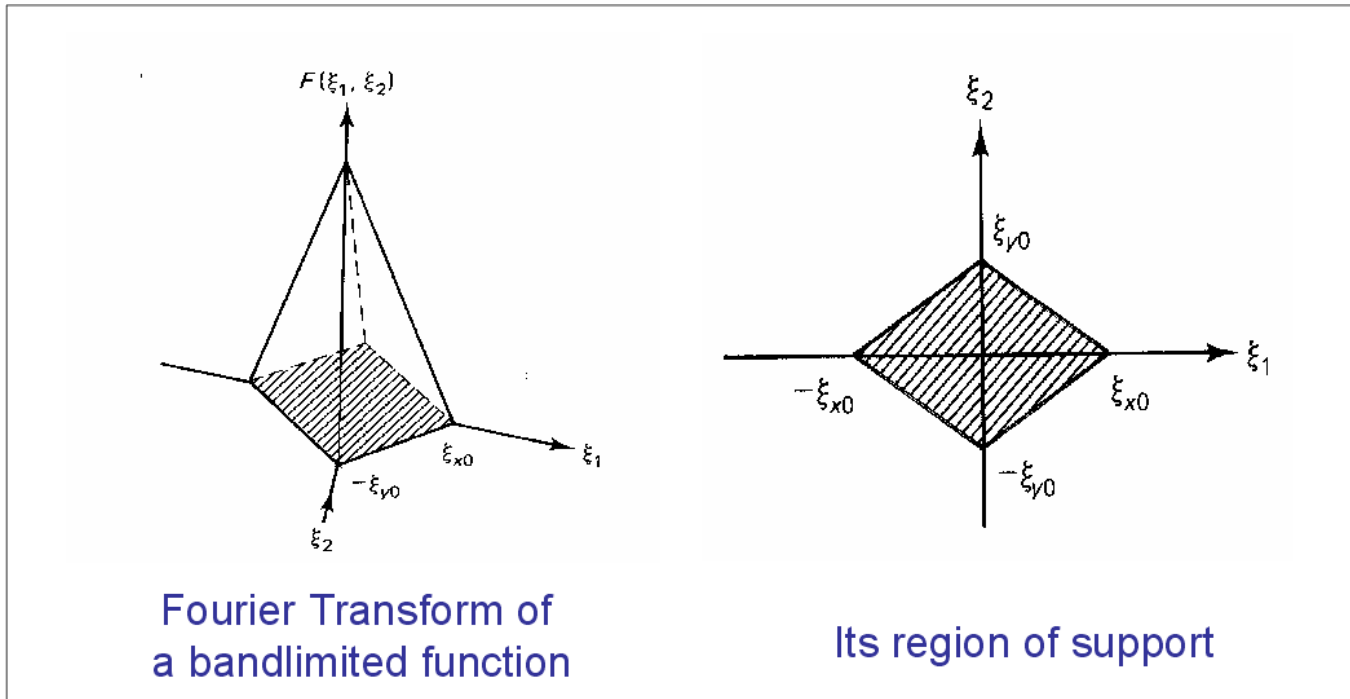 F(ξ₁, ξ₂)
ξx0
ξ₁
−ξy0
ξ₂
Fourier Transform of
a bandlimited function
ξ₂
ξy0
ξ₁
−ξx0
ξx0
−ξy0
Its region of support